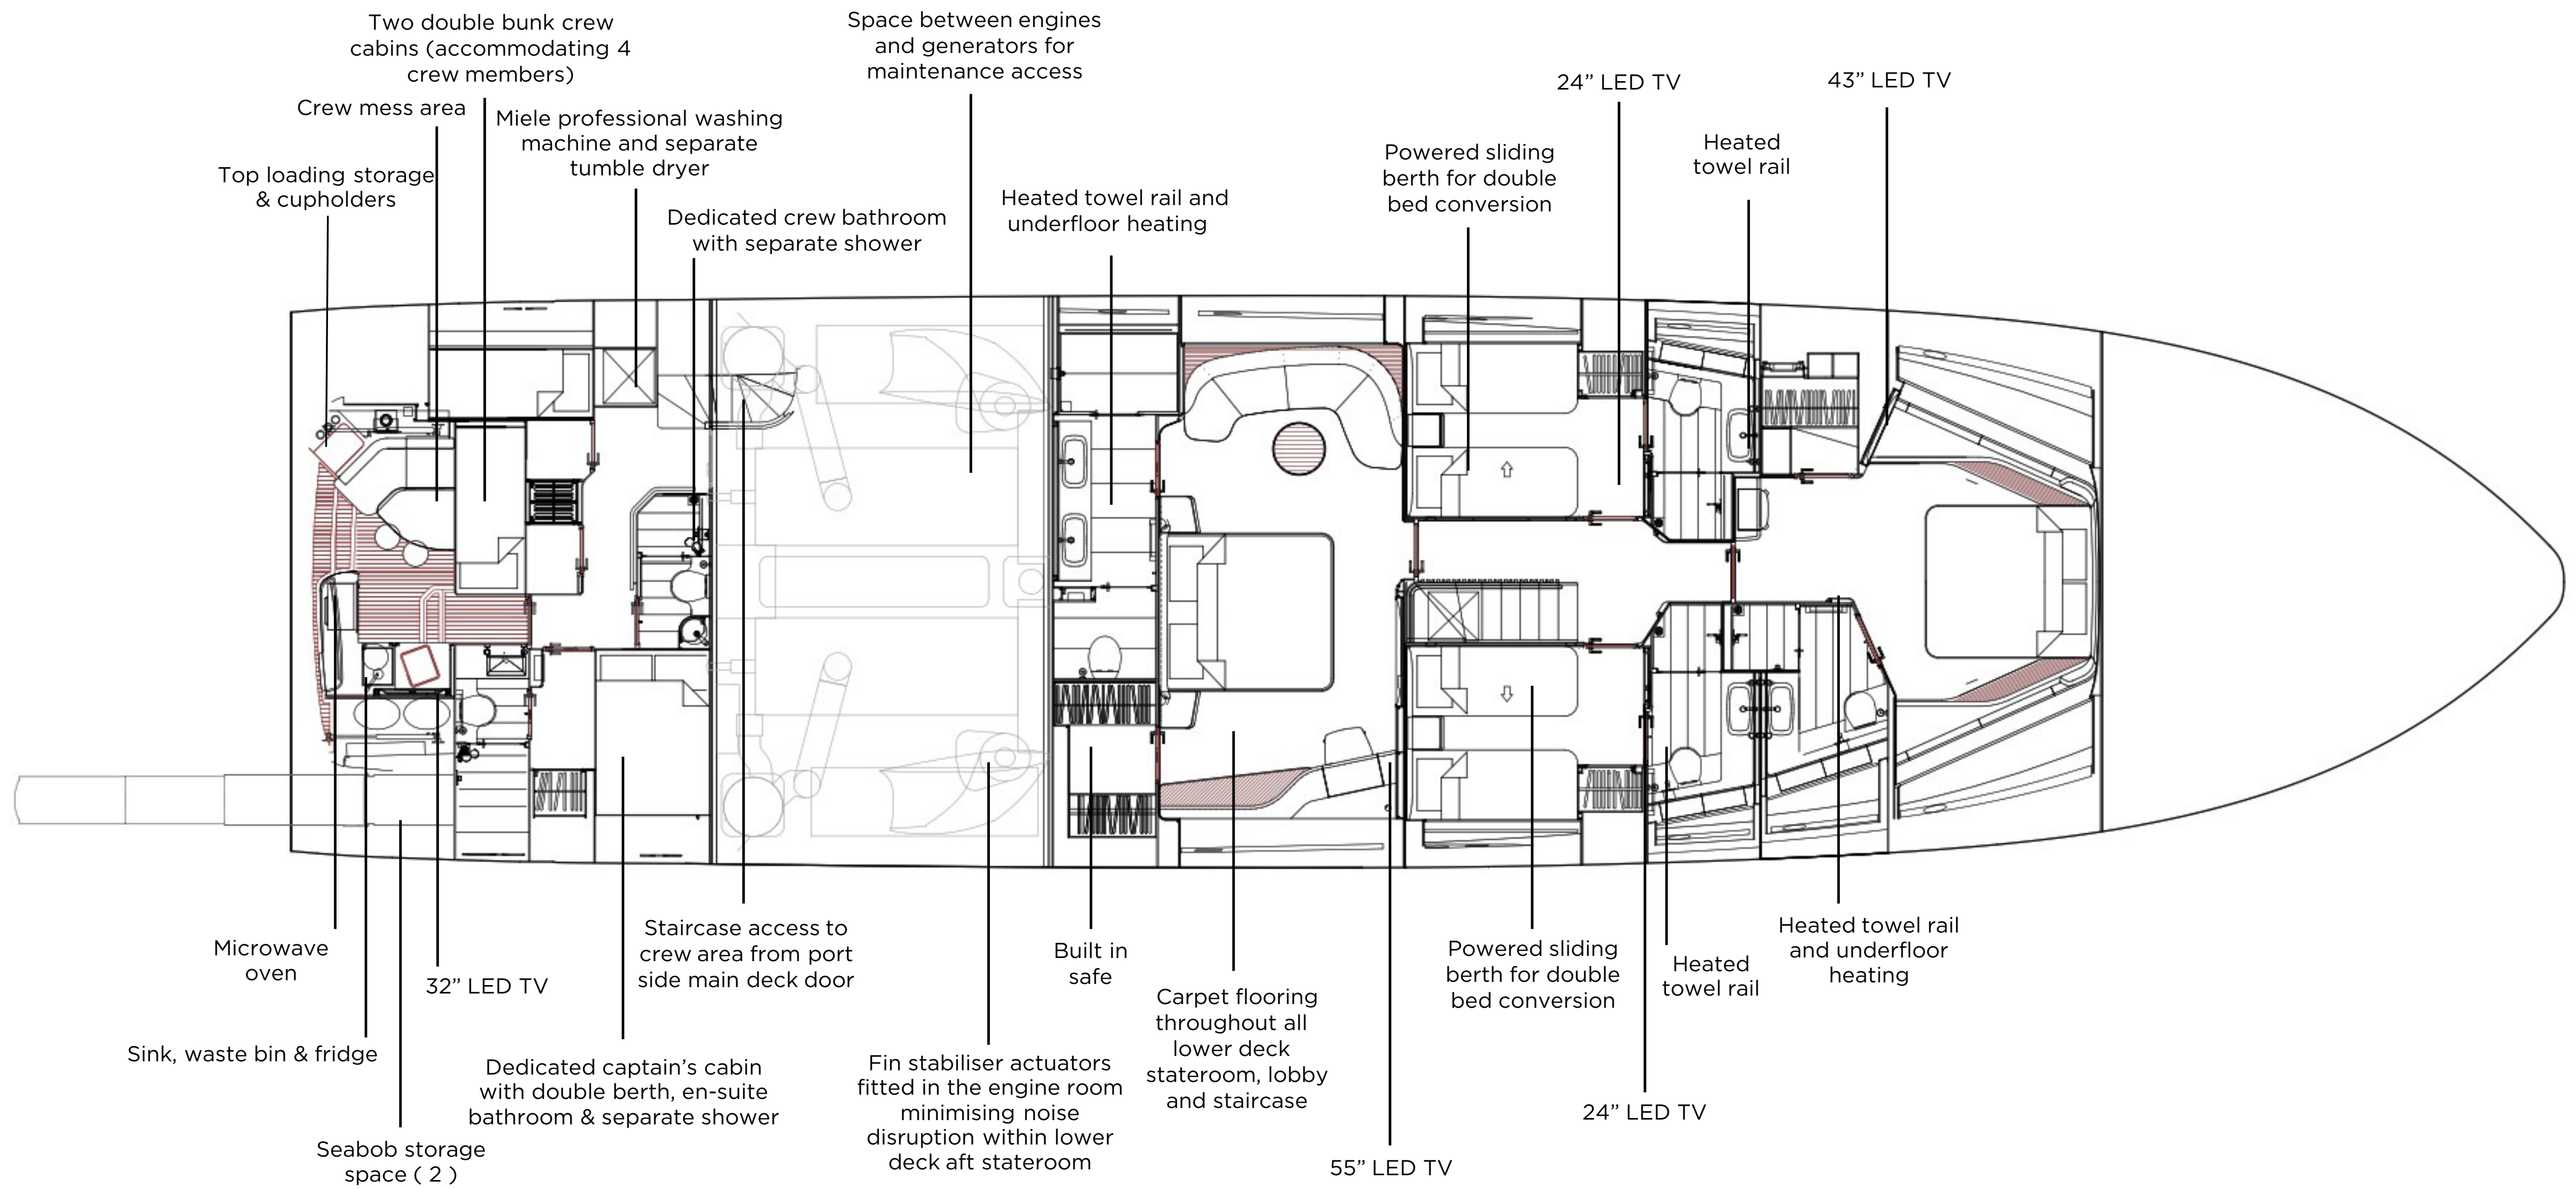 Two double bunk crew
cabins (accommodating 4
crew members)
Space between engines
and generators for
maintenance access
24” LED TV
43” LED TV
Crew mess area
Miele professional washing
machine and separate
tumble dryer
Powered sliding
berth for double
bed conversion
Heated
towel rail
Top loading storage
& cupholders
Dedicated crew bathroom
with separate shower
Heated towel rail and
underfloor heating
Microwave
oven
32” LED TV
Staircase access to
crew area from port
side main deck door
Built in
safe
Powered sliding
berth for double
bed conversion
Heated
towel rail
Heated towel rail
and underfloor
heating
Sink, waste bin & fridge
Dedicated captain’s cabin
with double berth, en-suite
bathroom & separate shower
Fin stabiliser actuators
fitted in the engine room
minimising noise
disruption within lower
deck aft stateroom
Carpet flooring
throughout all
lower deck
stateroom, lobby
and staircase
24” LED TV
Seabob storage
space ( 2 )
55” LED TV